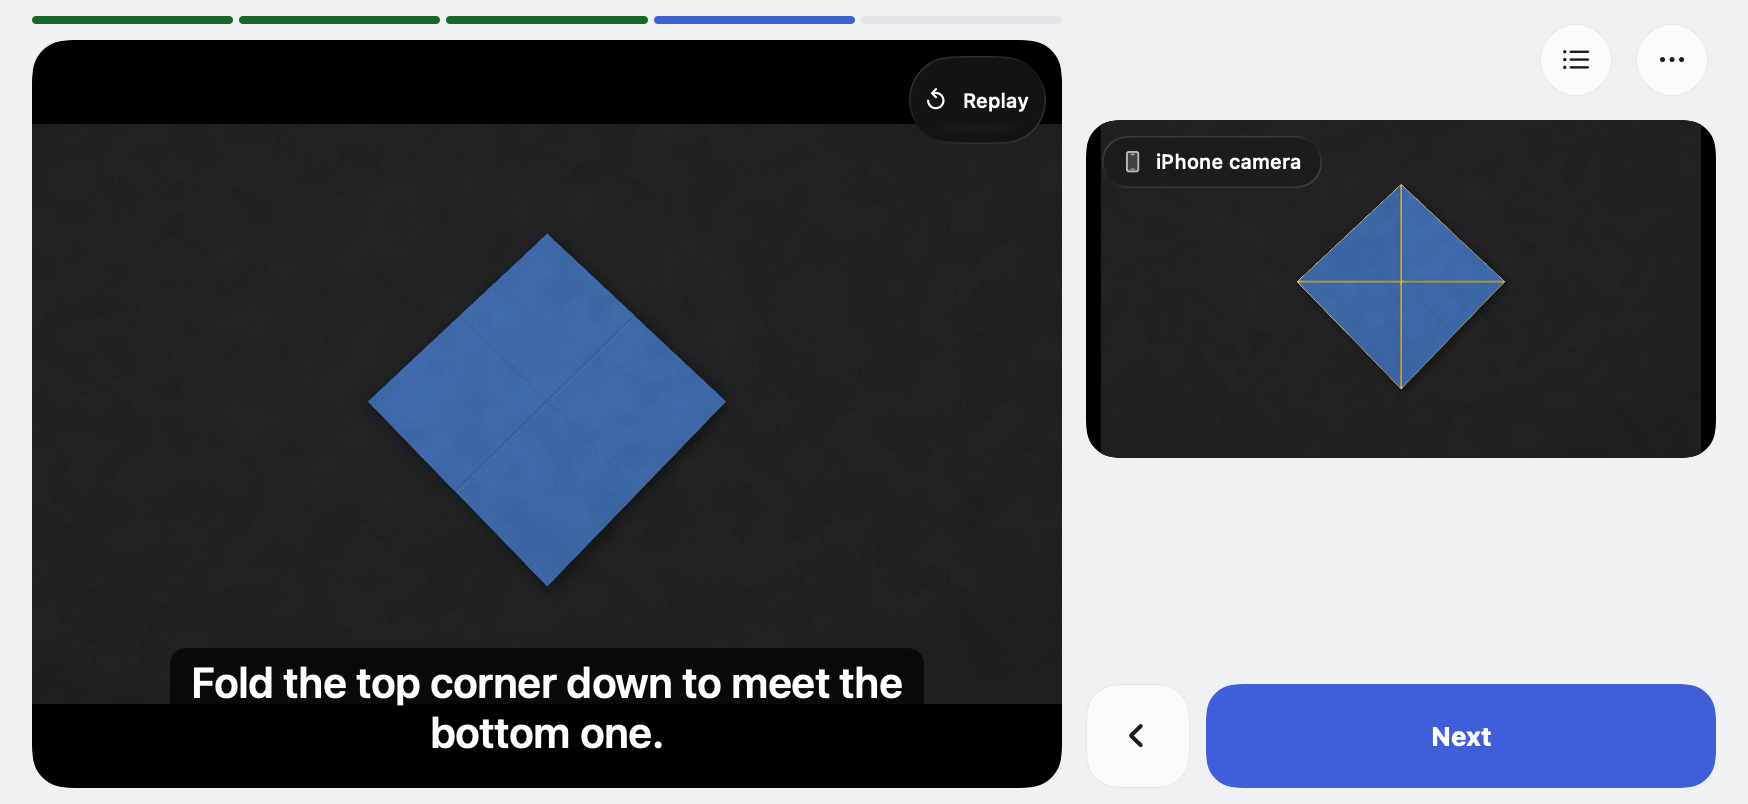 Replay
Fold the top corner down to meet the
bottom one.
iPhone camera
Next